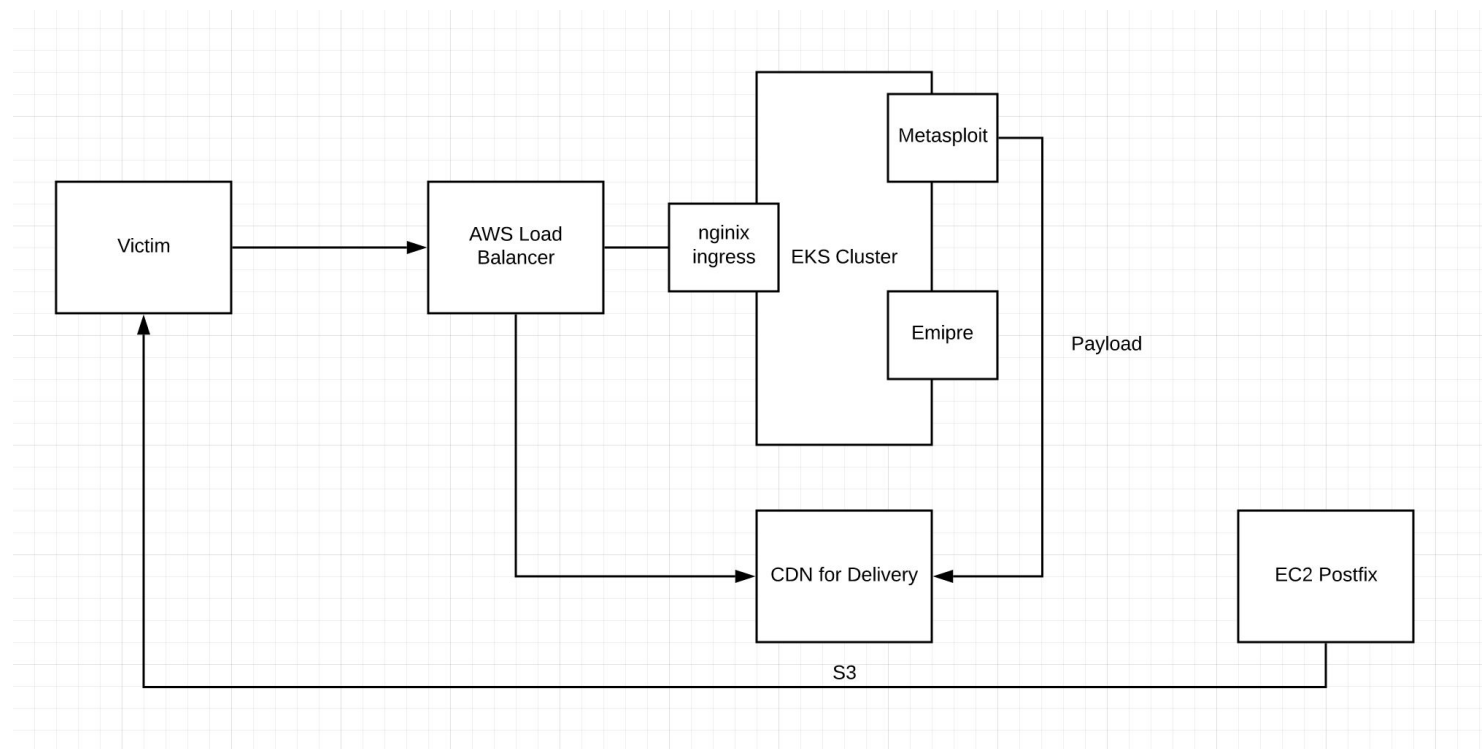 Metasploit
Victim
AWS Load
Balancer
nginix
ingress
EKS Cluster
Emipre
Payload
CDN for Delivery
EC2 Postfix
S3